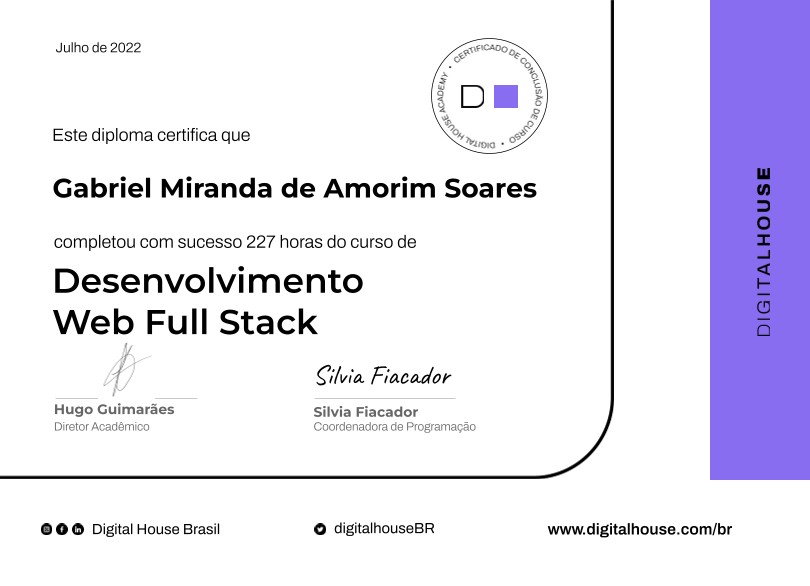 Julho de 2022
DIGITAL HOUSE ACADEMY • CERTIFICADO DE CONCLUSÃO DE CURSO •
D
Este diploma certifica que
Gabriel Miranda de Amorim Soares
completou com sucesso 227 horas do curso de
Desenvolvimento
Web Full Stack
Silvia Fiacador
Hugo Guimarães
Diretor Acadêmico
Silvia Fiacador
Coordenadora de Programação
DIGITALHOUSE
Digital House Brasil
digitalhouseBR
www.digitalhouse.com/br